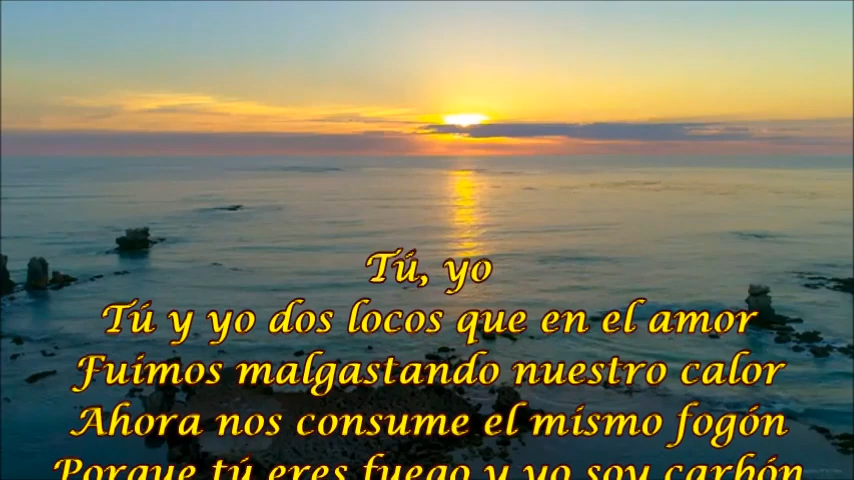 Tú, yo
Tú y yo dos locos que en el amor
Fuimos malgastando nuestro calor
Ahora nos consume el mismo fogón
Porque tú eres fuego y yo soy carbón